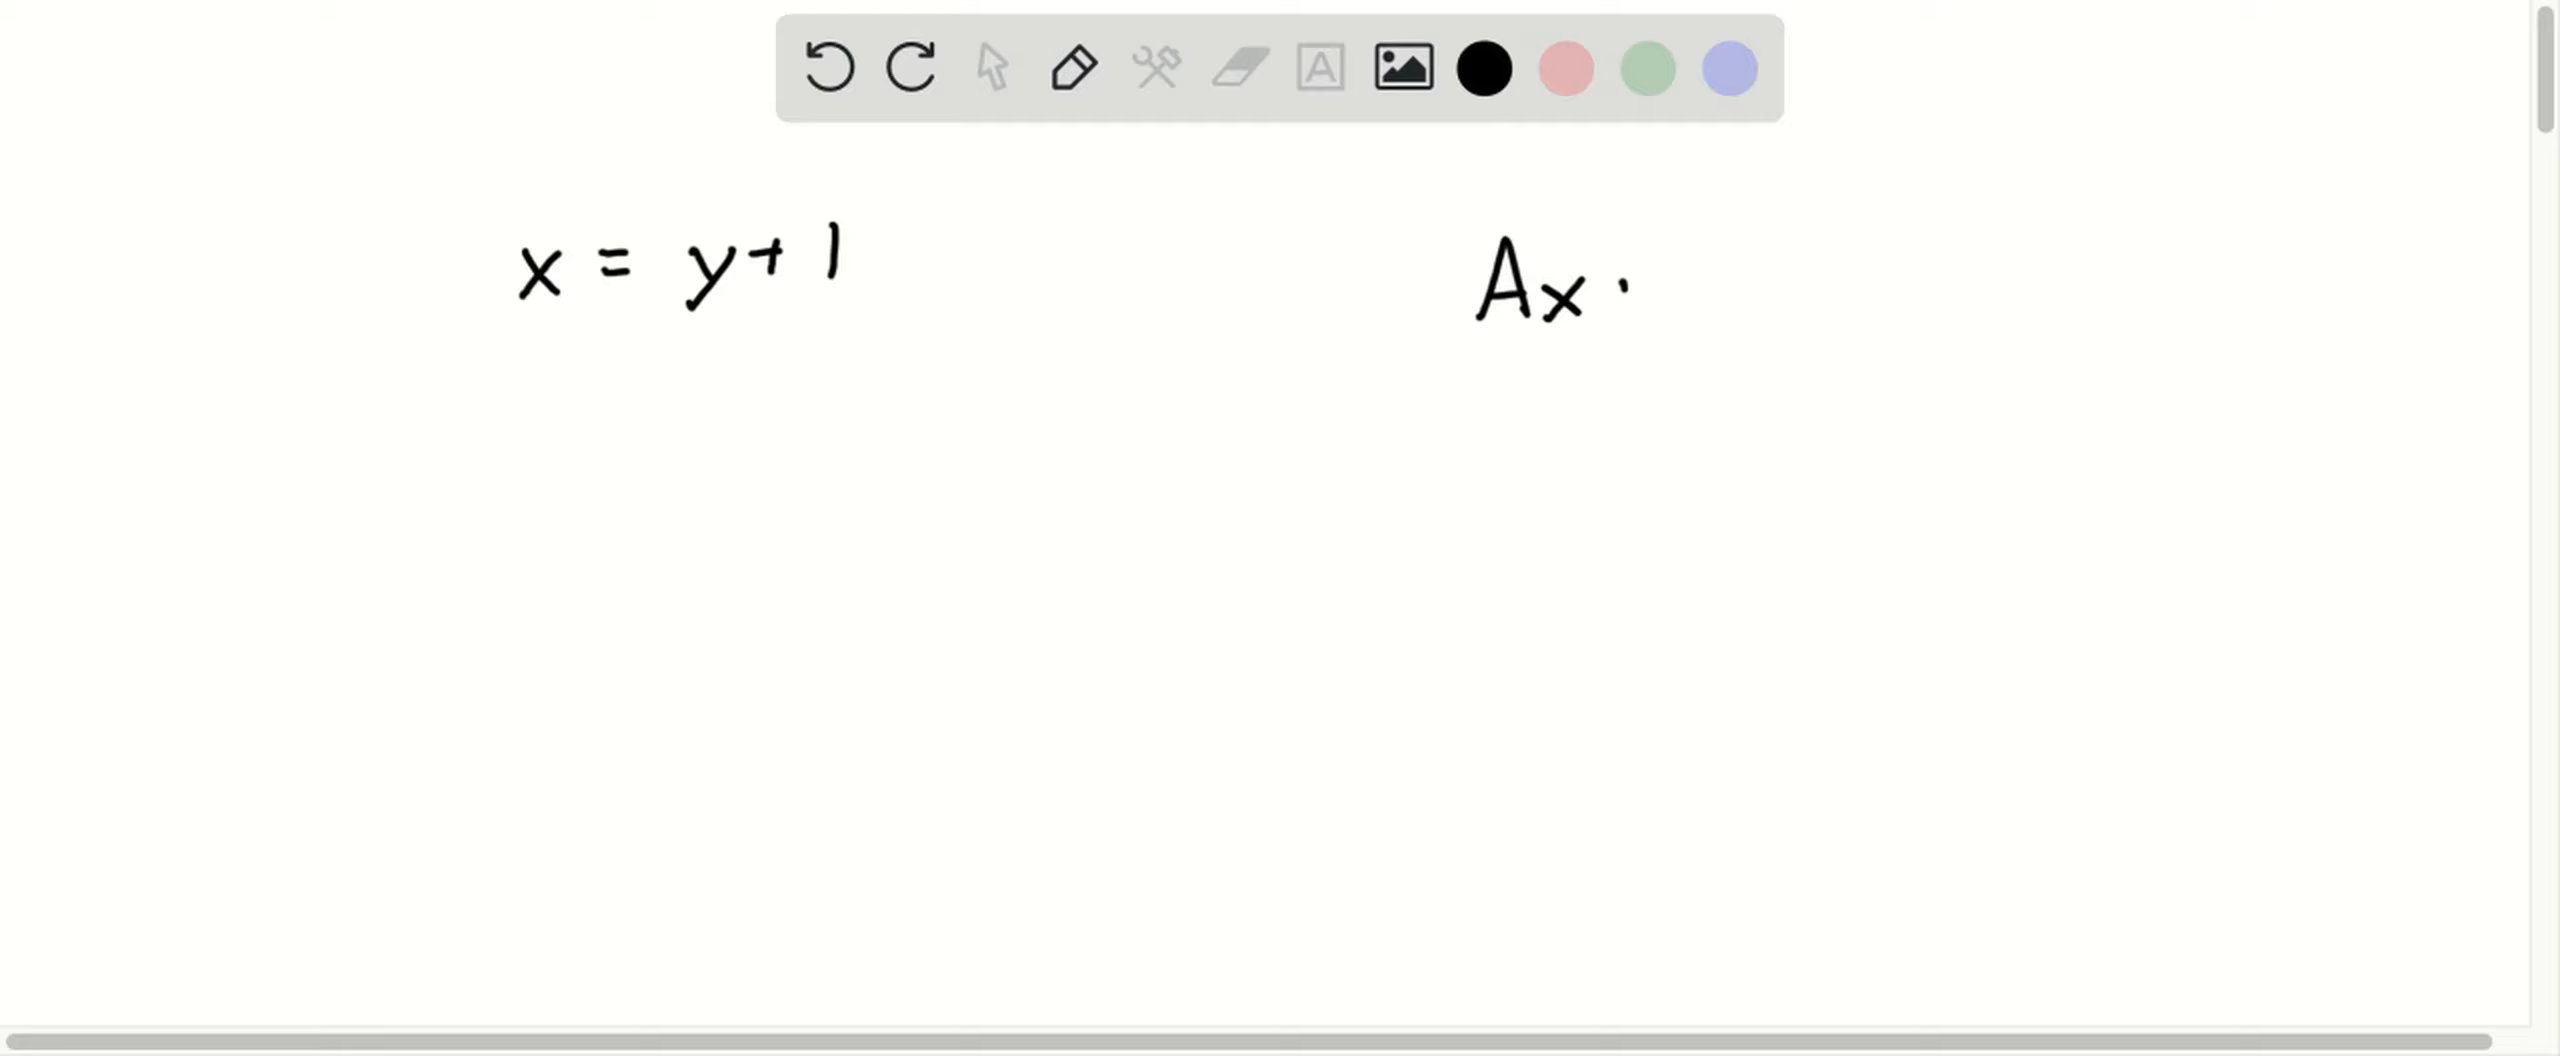 x = y + 1
Ax ·